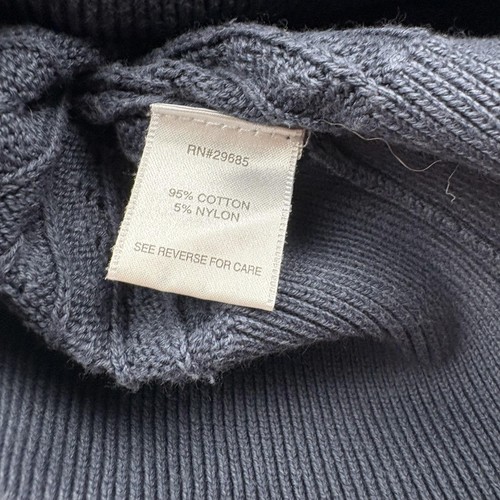 RN#29685
95% COTTON
5% NYLON
SEE REVERSE FOR CARE